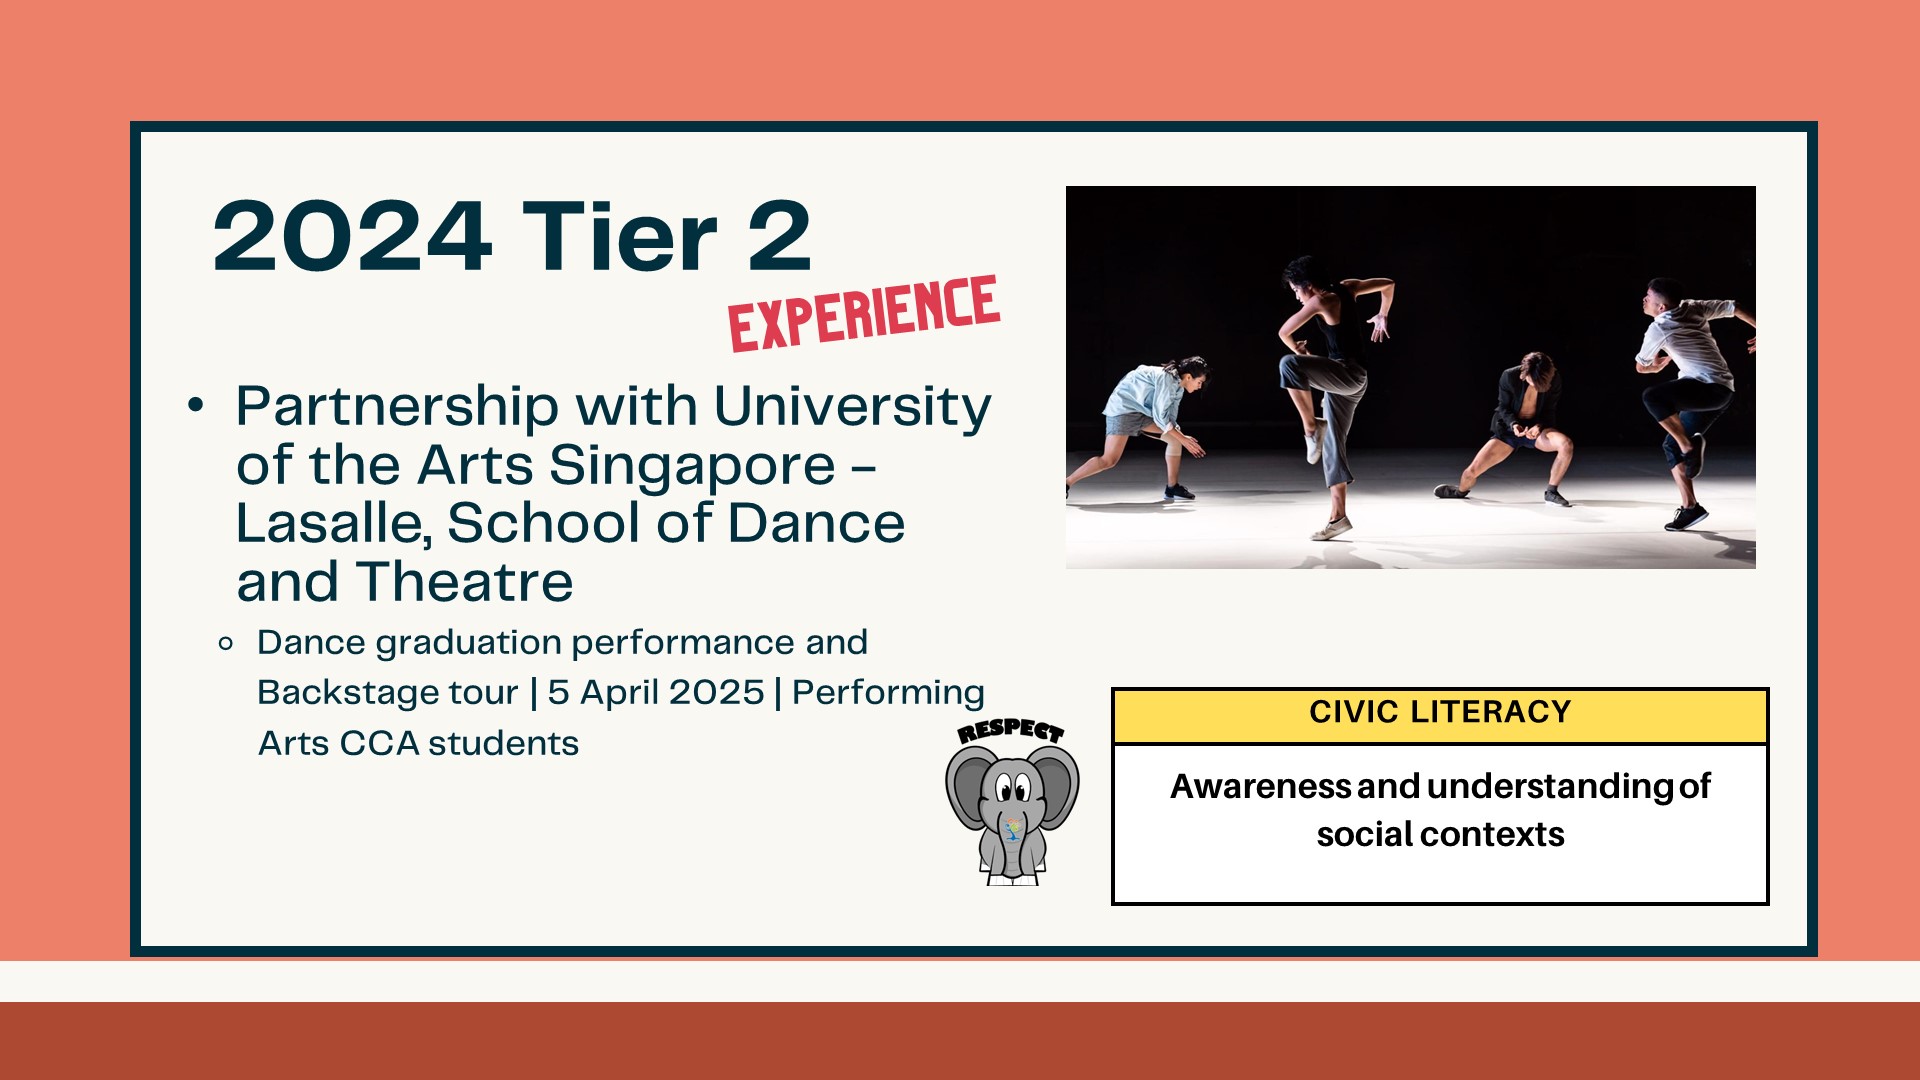 2024 Tier 2
EXPERIENCE
• Partnership with University
of the Arts Singapore –
Lasalle, School of Dance
and Theatre
○ Dance graduation performance and
Backstage tour | 5 April 2025 | Performing
Arts CCA students
RESPECT
CIVIC LITERACY
Awareness and understanding of
social contexts